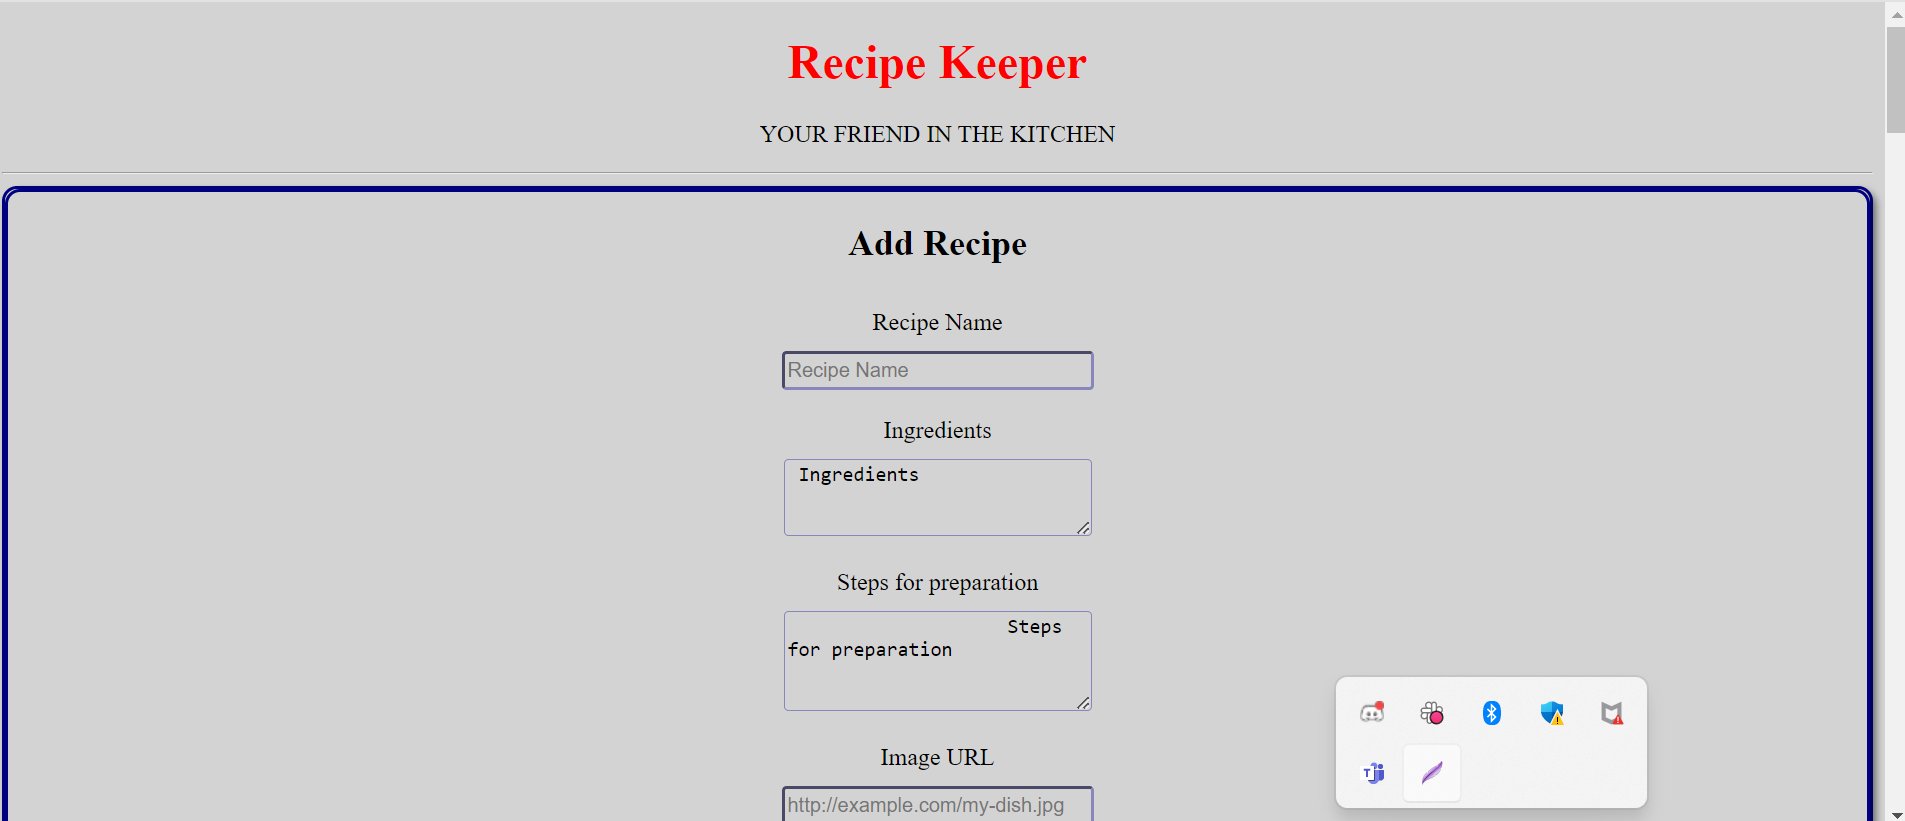 Recipe Keeper
YOUR FRIEND IN THE KITCHEN
Add Recipe
Recipe Name
Recipe Name
Ingredients
Ingredients
Steps for preparation
Steps
for preparation
Image URL
http://example.com/my-dish.jpg